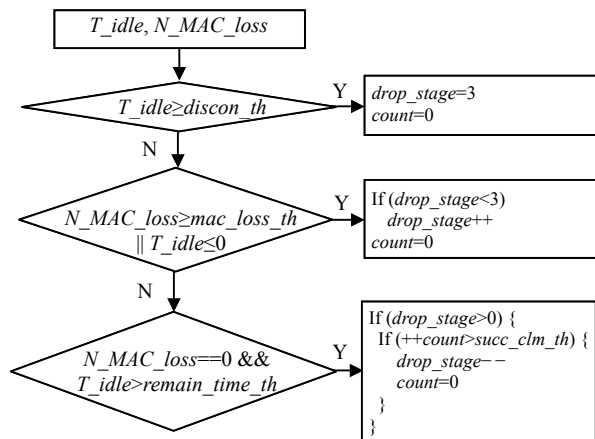 T_idle, N_MAC_loss
T_idle≥discon_th
Y
drop_stage=3
count=0
N
N_MAC_loss≥mac_loss_th
|| T_idle≤0
Y
If (drop_stage<3)
drop_stage++
count=0
N
N_MAC_loss==0 &&
T_idle>remain_time_th
Y
If (drop_stage>0) {
If (++count>succ_clm_th) {
drop_stage−−
count=0
}
}